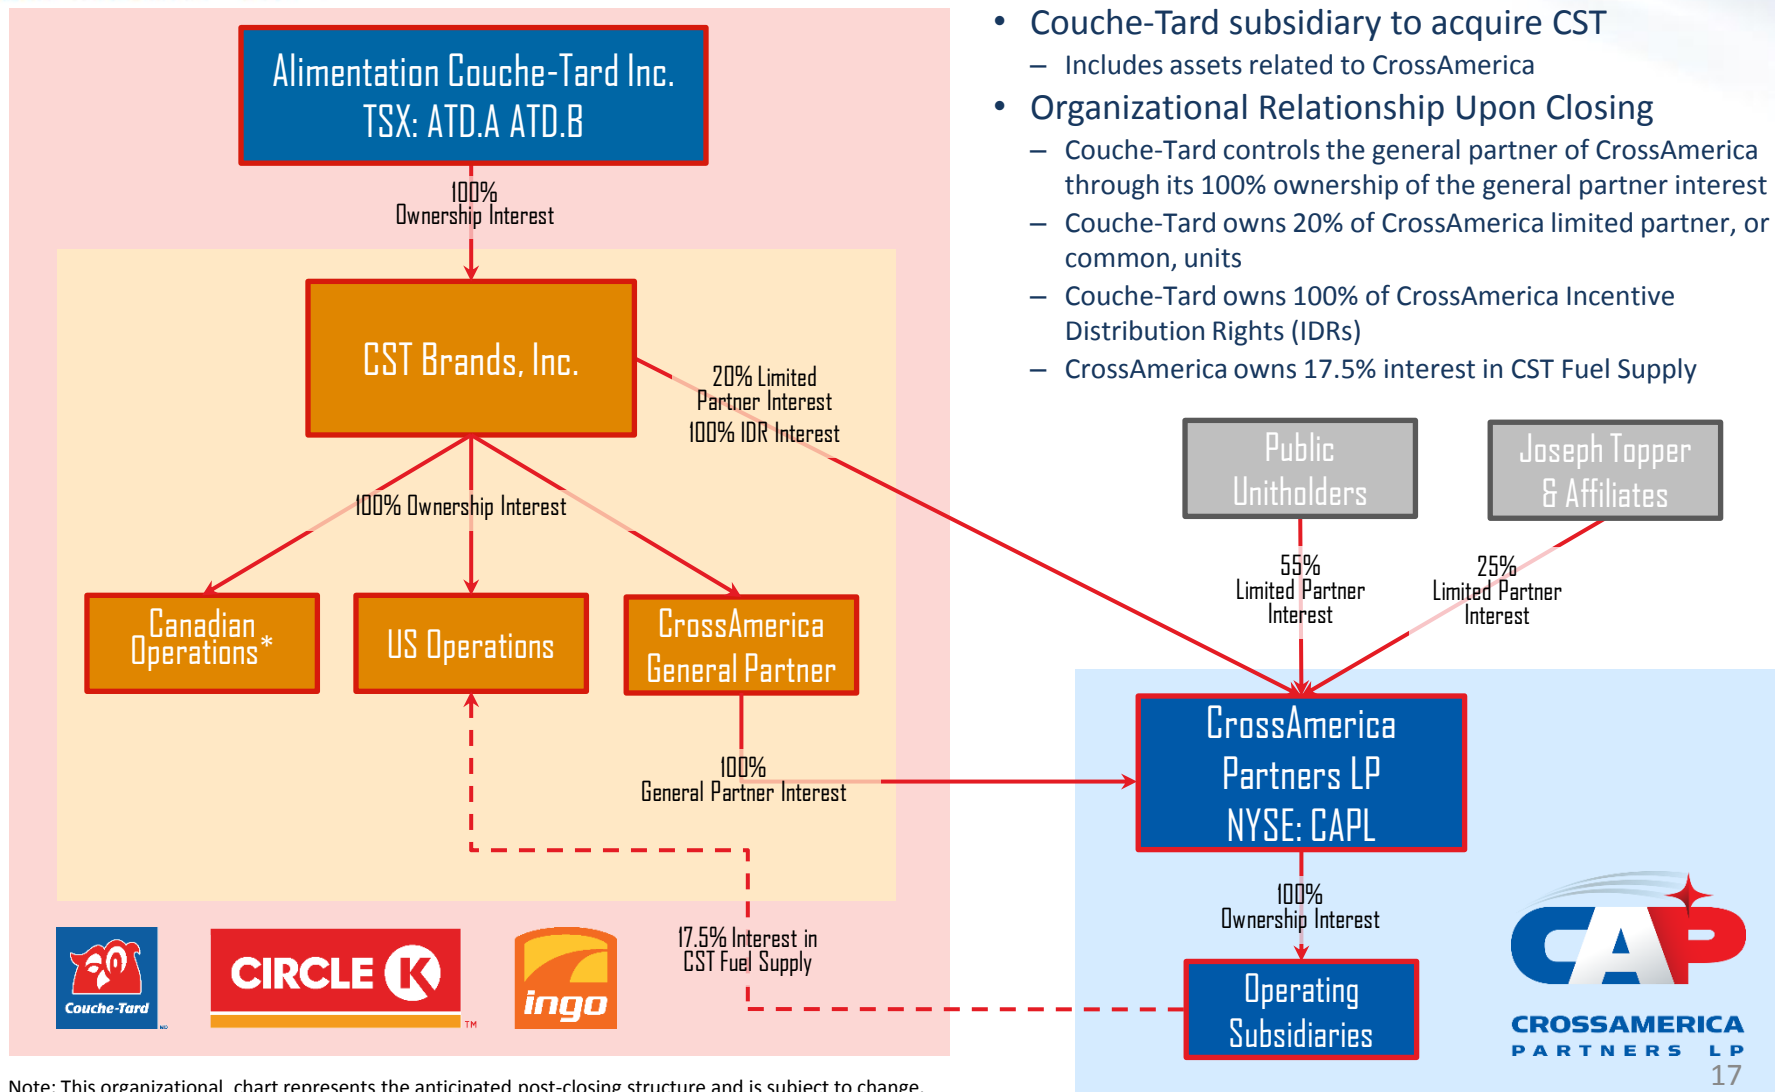 Alimentation Couche-Tard Inc.
TSX: ATD.A ATD.B
100%
Ownership Interest
CST Brands, Inc.
20% Limited
Partner Interest
100% IDR Interest
100% Ownership Interest
Canadian
Operations*
US Operations
CrossAmerica
General Partner
100%
General Partner Interest
17.5% Interest in
CST Fuel Supply
Couche-Tard
MD
CIRCLE K
TM
ingo
• Couche-Tard subsidiary to acquire CST
– Includes assets related to CrossAmerica
• Organizational Relationship Upon Closing
– Couche-Tard controls the general partner of CrossAmerica
through its 100% ownership of the general partner interest
– Couche-Tard owns 20% of CrossAmerica limited partner, or
common, units
– Couche-Tard owns 100% of CrossAmerica Incentive
Distribution Rights (IDRs)
– CrossAmerica owns 17.5% interest in CST Fuel Supply
Public
Unitholders
Joseph Topper
& Affiliates
55%
Limited Partner
Interest
25%
Limited Partner
Interest
CrossAmerica
Partners LP
NYSE: CAPL
100%
Ownership Interest
Operating
Subsidiaries
CAP
CROSSAMERICA
PARTNERS LP
17
Note: This organizational chart represents the anticipated post-closing structure and is subject to change.